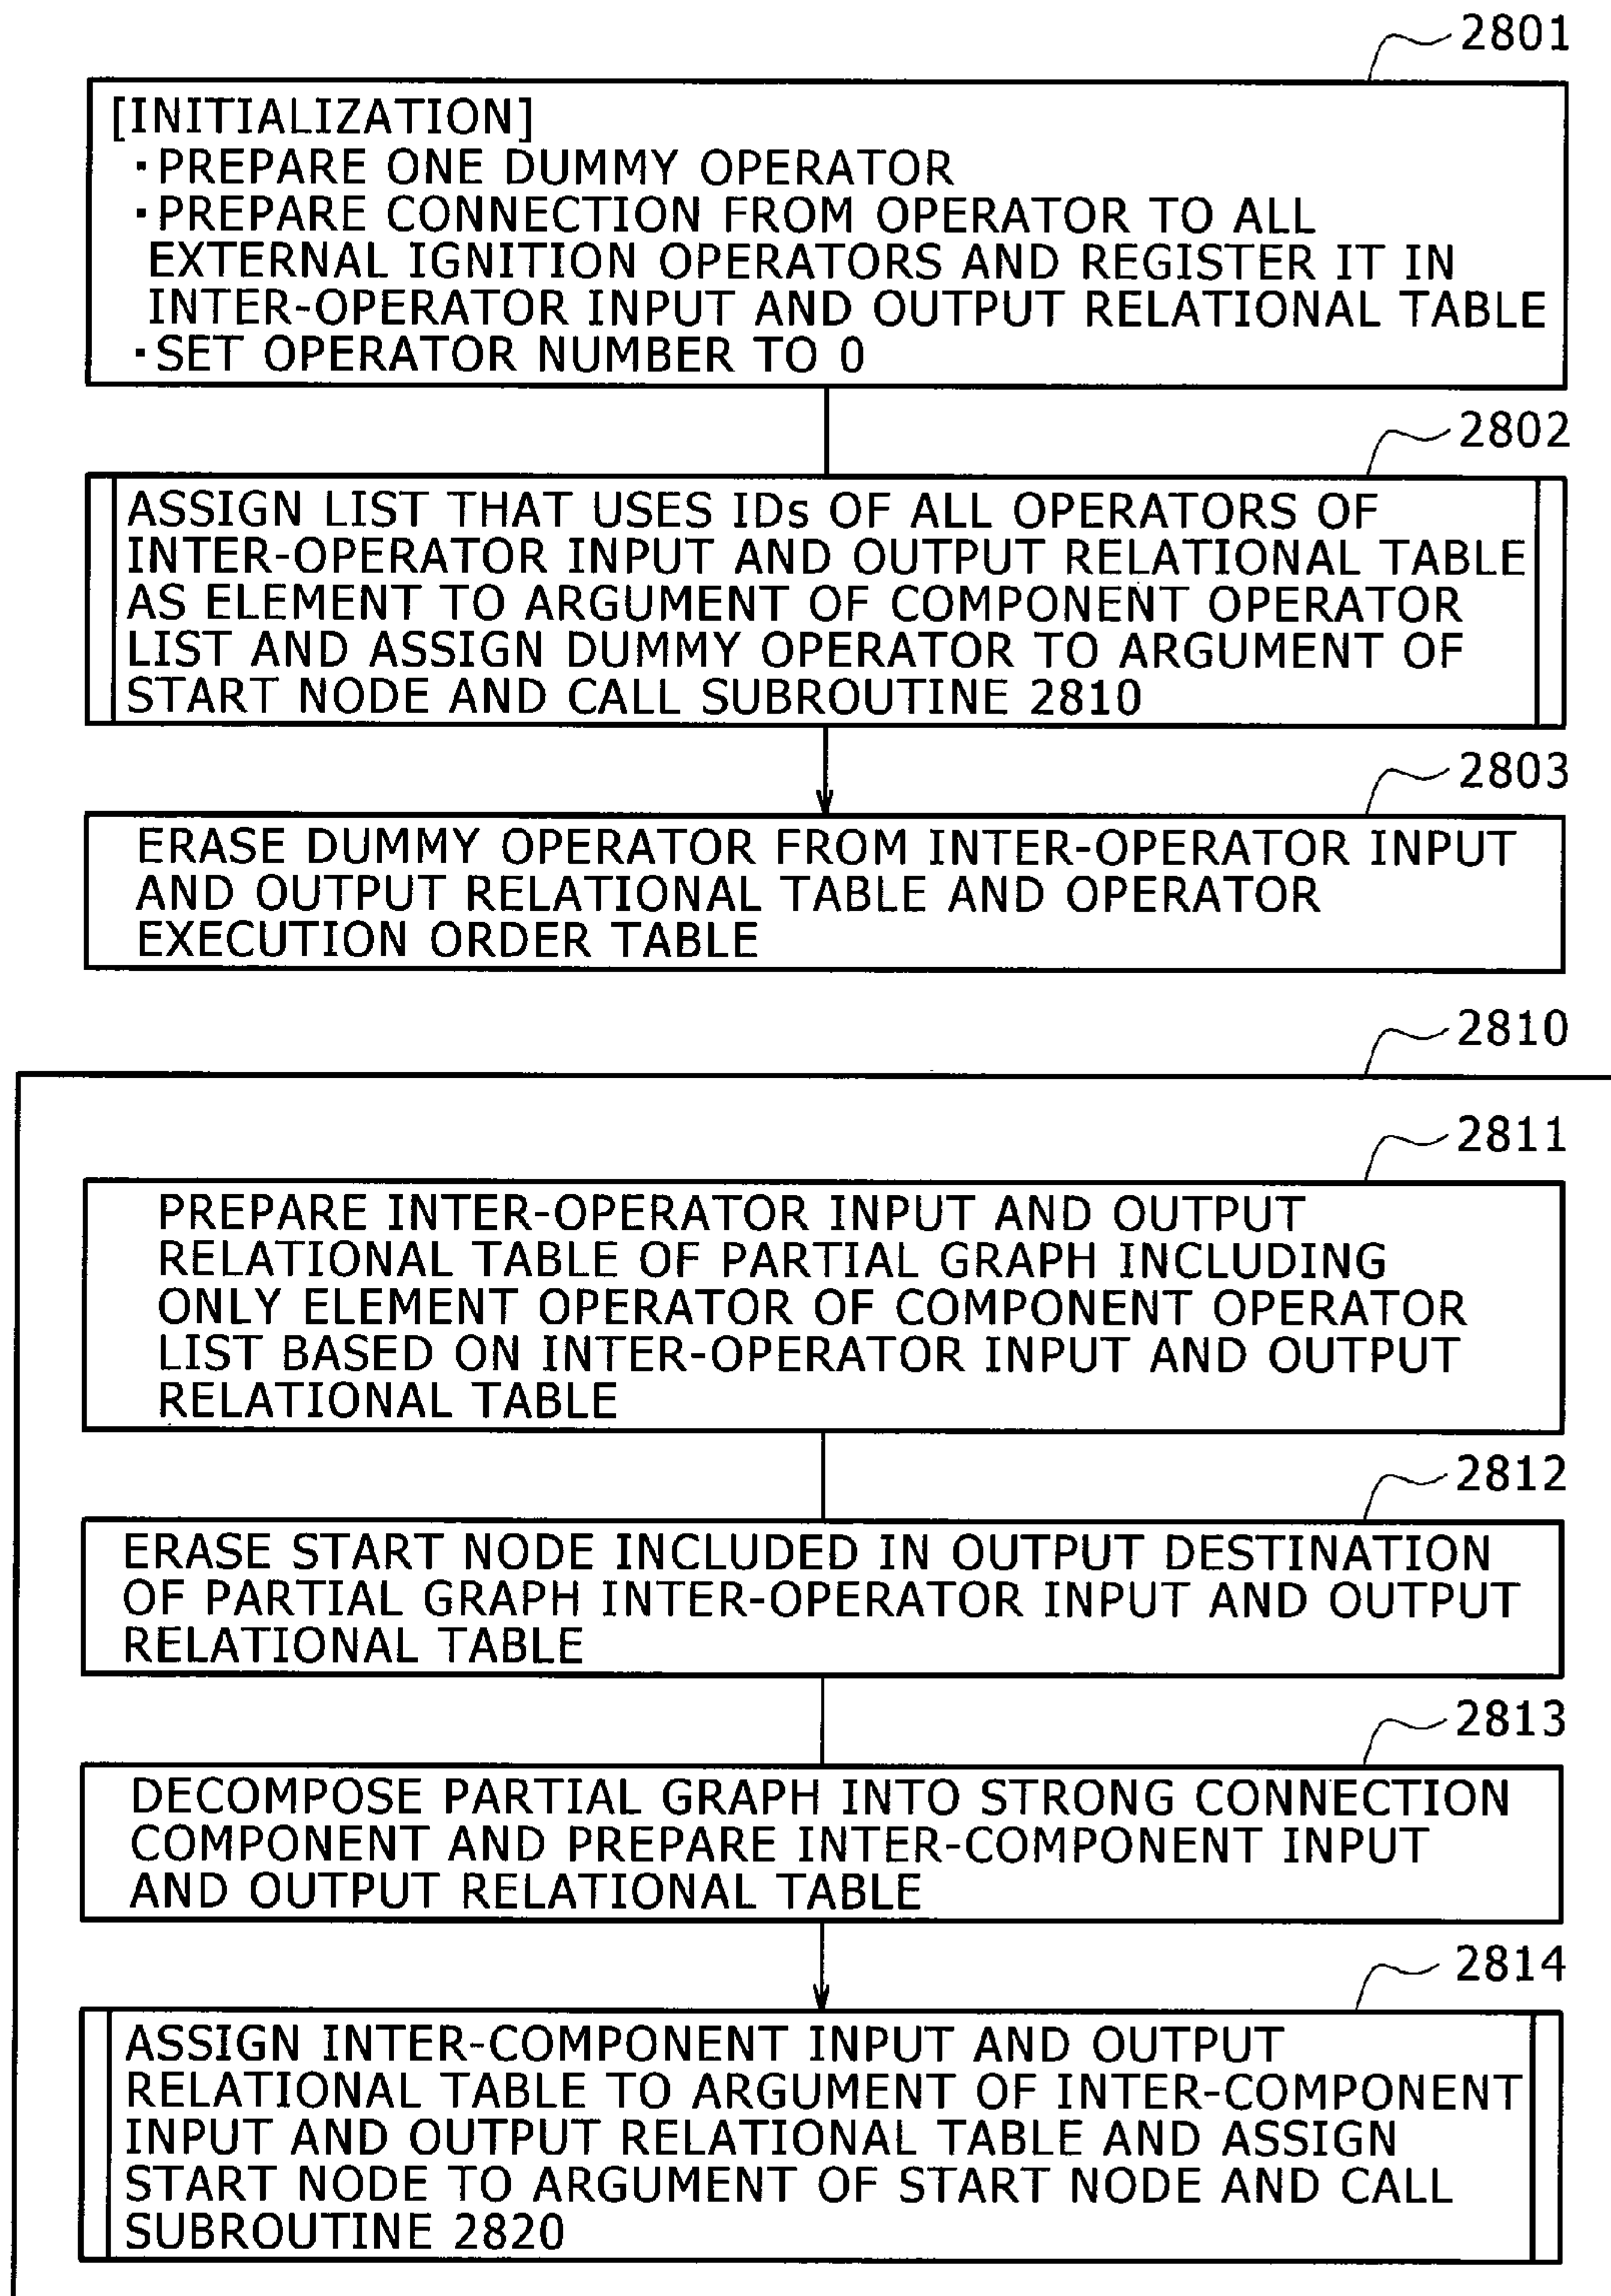 2801
[INITIALIZATION]
·PREPARE ONE DUMMY OPERATOR
·PREPARE CONNECTION FROM OPERATOR TO ALL
EXTERNAL IGNITION OPERATORS AND REGISTER IT IN
INTER-OPERATOR INPUT AND OUTPUT RELATIONAL TABLE
·SET OPERATOR NUMBER TO 0
2802
ASSIGN LIST THAT USES IDs OF ALL OPERATORS OF
INTER-OPERATOR INPUT AND OUTPUT RELATIONAL TABLE
AS ELEMENT TO ARGUMENT OF COMPONENT OPERATOR
LIST AND ASSIGN DUMMY OPERATOR TO ARGUMENT OF
START NODE AND CALL SUBROUTINE 2810
2803
ERASE DUMMY OPERATOR FROM INTER-OPERATOR INPUT
AND OUTPUT RELATIONAL TABLE AND OPERATOR
EXECUTION ORDER TABLE
2810
2811
PREPARE INTER-OPERATOR INPUT AND OUTPUT
RELATIONAL TABLE OF PARTIAL GRAPH INCLUDING
ONLY ELEMENT OPERATOR OF COMPONENT OPERATOR
LIST BASED ON INTER-OPERATOR INPUT AND OUTPUT
RELATIONAL TABLE
2812
ERASE START NODE INCLUDED IN OUTPUT DESTINATION
OF PARTIAL GRAPH INTER-OPERATOR INPUT AND OUTPUT
RELATIONAL TABLE
2813
DECOMPOSE PARTIAL GRAPH INTO STRONG CONNECTION
COMPONENT AND PREPARE INTER-COMPONENT INPUT
AND OUTPUT RELATIONAL TABLE
2814
ASSIGN INTER-COMPONENT INPUT AND OUTPUT
RELATIONAL TABLE TO ARGUMENT OF INTER-COMPONENT
INPUT AND OUTPUT RELATIONAL TABLE AND ASSIGN
START NODE TO ARGUMENT OF START NODE AND CALL
SUBROUTINE 2820